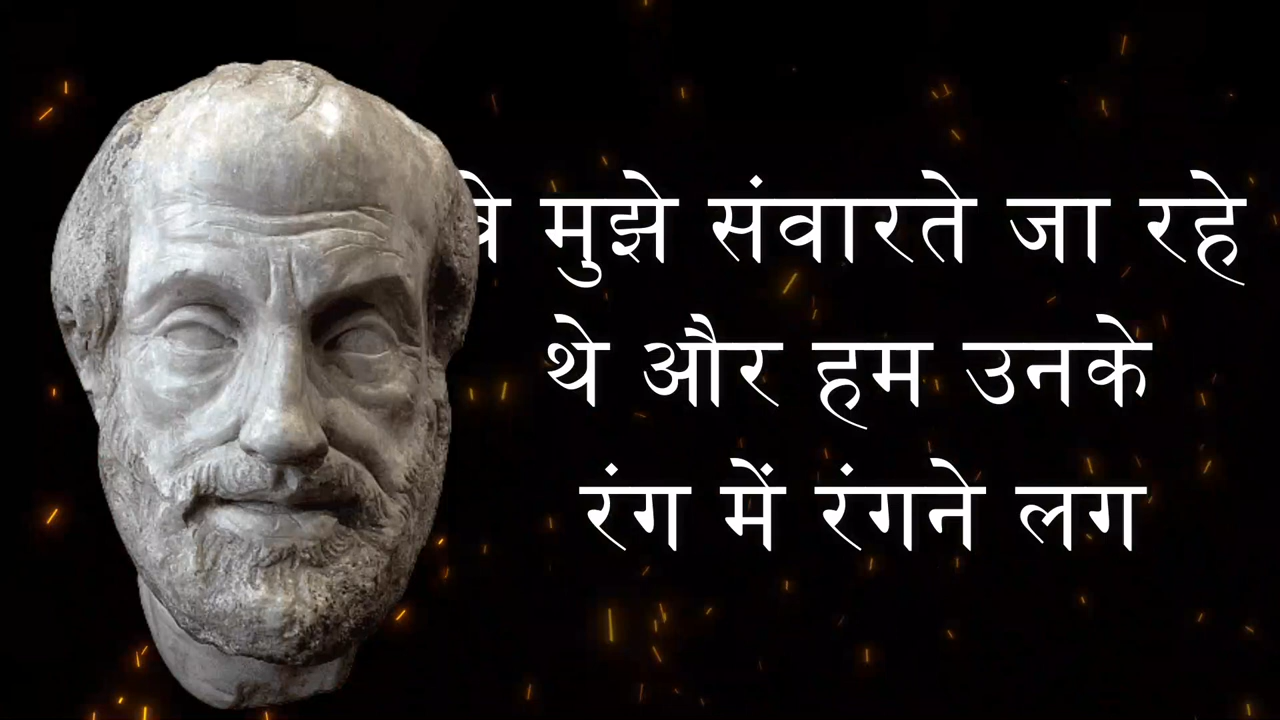 वे मुझे संवारते जा रहे
थे और हम उनके
रंग में रंगने लग